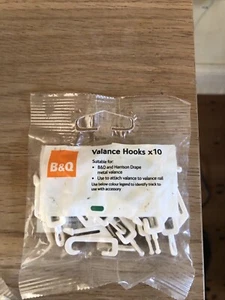 Valance Hooks x10
B&Q
Suitable for:
• B&Q and Harrison Drape
metal valance
• Use to attach valance to valance rail
Use below colour legend to identify track to
use with accessory